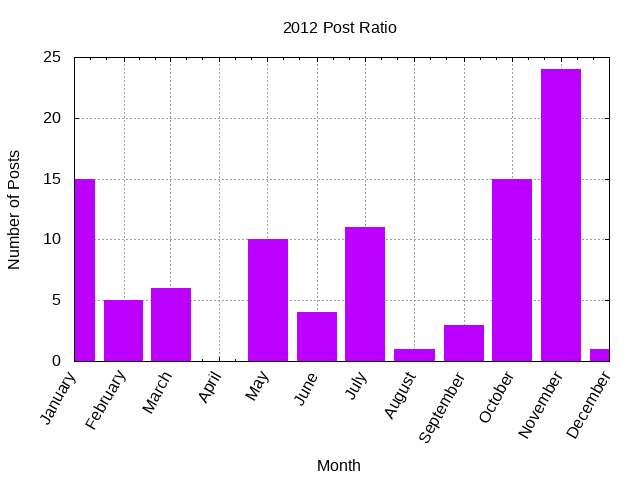 2012 Post Ratio
25
20
15
10
5
0
Number of Posts
January
February
March
April
May
June
July
August
September
October
November
December
Month